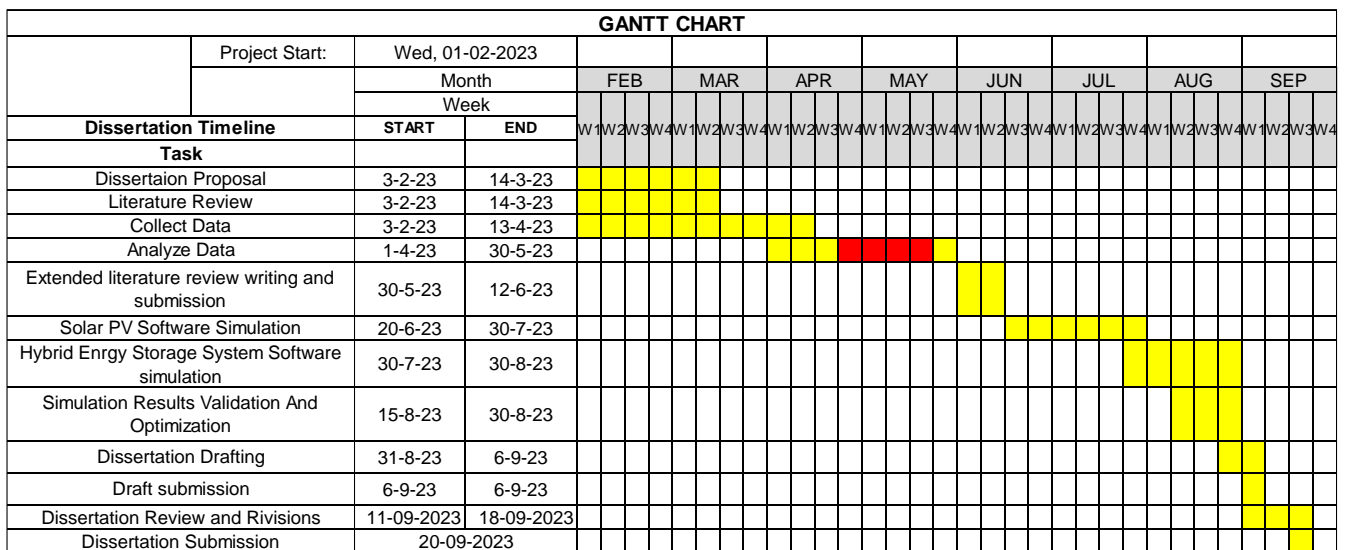 GANTT CHART
Project Start: Wed, 01-02-2023
Month FEB MAR APR MAY JUN JUL AUG SEP
Week
Dissertation Timeline START END W1 W2 W3 W4 W1 W2 W3 W4 W1 W2 W3 W4 W1 W2 W3 W4 W1 W2 W3 W4 W1 W2 W3 W4 W1 W2 W3 W4 W1 W2 W3 W4
Task
Dissertaion Proposal 3-2-23 14-3-23
Literature Review 3-2-23 14-3-23
Collect Data 3-2-23 13-4-23
Analyze Data 1-4-23 30-5-23
Extended literature review writing and
submission 30-5-23 12-6-23
Solar PV Software Simulation 20-6-23 30-7-23
Hybrid Enrgy Storage System Software
simulation 30-7-23 30-8-23
Simulation Results Validation And
Optimization 15-8-23 30-8-23
Dissertation Drafting 31-8-23 6-9-23
Draft submission 6-9-23 6-9-23
Dissertation Review and Rivisions 11-09-2023 18-09-2023
Dissertation Submission 20-09-2023